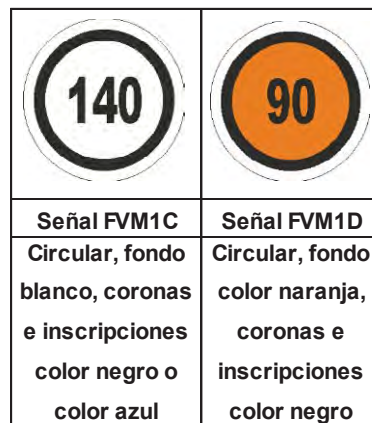 140
90
Señal FVM1C
Señal FVM1D
Circular, fondo
blanco, coronas
e inscripciones
color negro o
color azul
Circular, fondo
color naranja,
coronas e
inscripciones
color negro